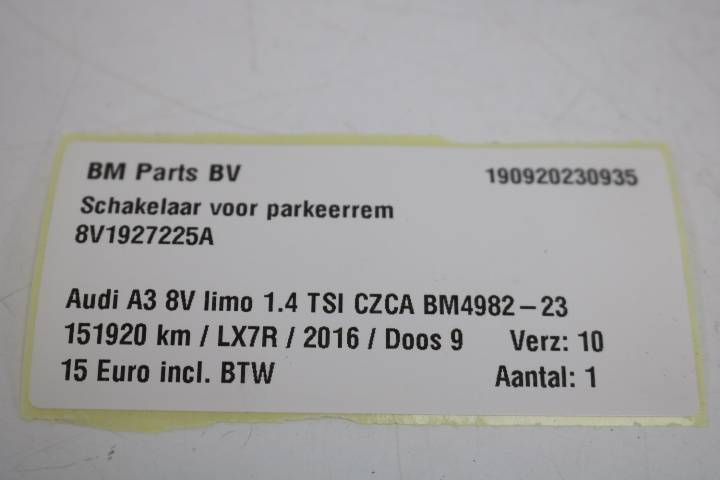 BM Parts BV 190920230935
Schakelaar voor parkeerrem
8V1927225A
Audi A3 8V limo 1.4 TSI CZCA BM4982-23
151920 km / LX7R / 2016 / Doos 9 Verz: 10
15 Euro incl. BTW Aantal: 1